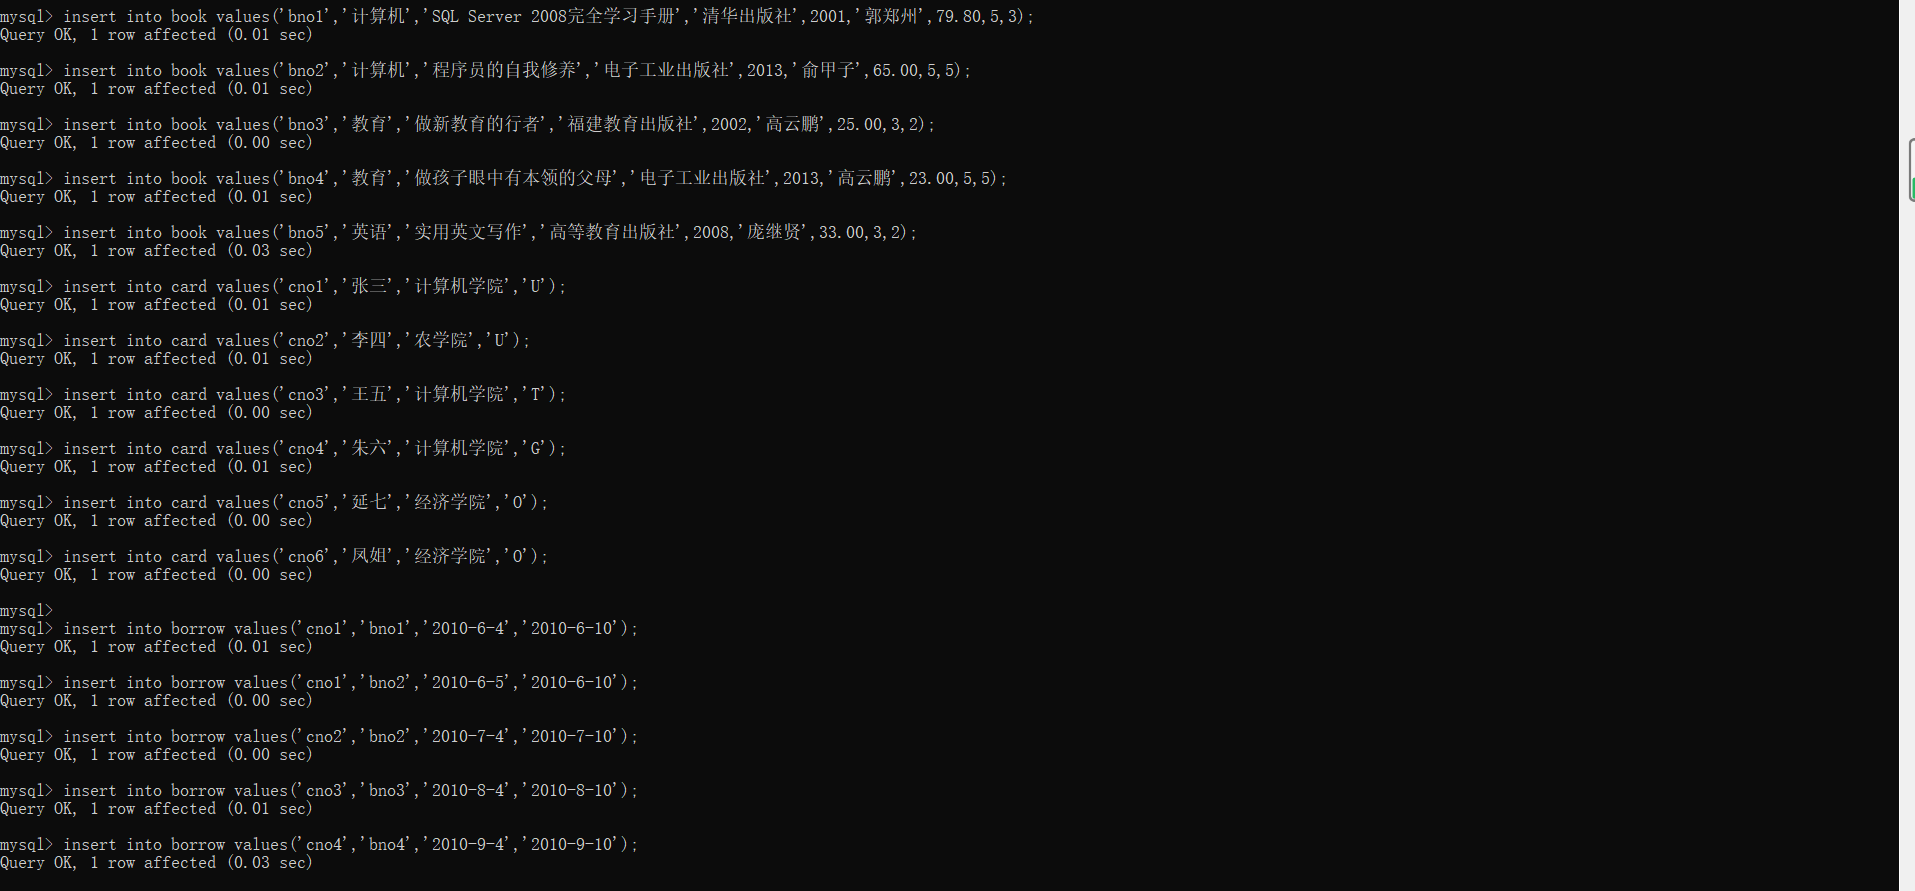 mysql> insert into book values('bno1','计算机','SQL Server 2008完全学习手册','清华出版社',2001,'郭郑州',79.80,5,3);
Query OK, 1 row affected (0.01 sec)
mysql> insert into book values('bno2','计算机','程序员的自我修养','电子工业出版社',2013,'俞甲子',65.00,5,5);
Query OK, 1 row affected (0.01 sec)
mysql> insert into book values('bno3','教育','做新教育的行者','福建教育出版社',2002,'高云鹏',25.00,3,2);
Query OK, 1 row affected (0.00 sec)
mysql> insert into book values('bno4','教育','做孩子眼中有本领的父母','电子工业出版社',2013,'高云鹏',23.00,5,5);
Query OK, 1 row affected (0.01 sec)
mysql> insert into book values('bno5','英语','实用英文写作','高等教育出版社',2008,'庞继贤',33.00,3,2);
Query OK, 1 row affected (0.03 sec)
mysql> insert into card values('cno1','张三','计算机学院','U');
Query OK, 1 row affected (0.01 sec)
mysql> insert into card values('cno2','李四','农学院','U');
Query OK, 1 row affected (0.01 sec)
mysql> insert into card values('cno3','王五','计算机学院','T');
Query OK, 1 row affected (0.00 sec)
mysql> insert into card values('cno4','朱六','计算机学院','G');
Query OK, 1 row affected (0.01 sec)
mysql> insert into card values('cno5','延七','经济学院','O');
Query OK, 1 row affected (0.00 sec)
mysql> insert into card values('cno6','凤姐','经济学院','O');
Query OK, 1 row affected (0.00 sec)
mysql>
mysql> insert into borrow values('cno1','bno1','2010-6-4','2010-6-10');
Query OK, 1 row affected (0.01 sec)
mysql> insert into borrow values('cno1','bno2','2010-6-5','2010-6-10');
Query OK, 1 row affected (0.00 sec)
mysql> insert into borrow values('cno2','bno2','2010-7-4','2010-7-10');
Query OK, 1 row affected (0.00 sec)
mysql> insert into borrow values('cno3','bno3','2010-8-4','2010-8-10');
Query OK, 1 row affected (0.01 sec)
mysql> insert into borrow values('cno4','bno4','2010-9-4','2010-9-10');
Query OK, 1 row affected (0.03 sec)